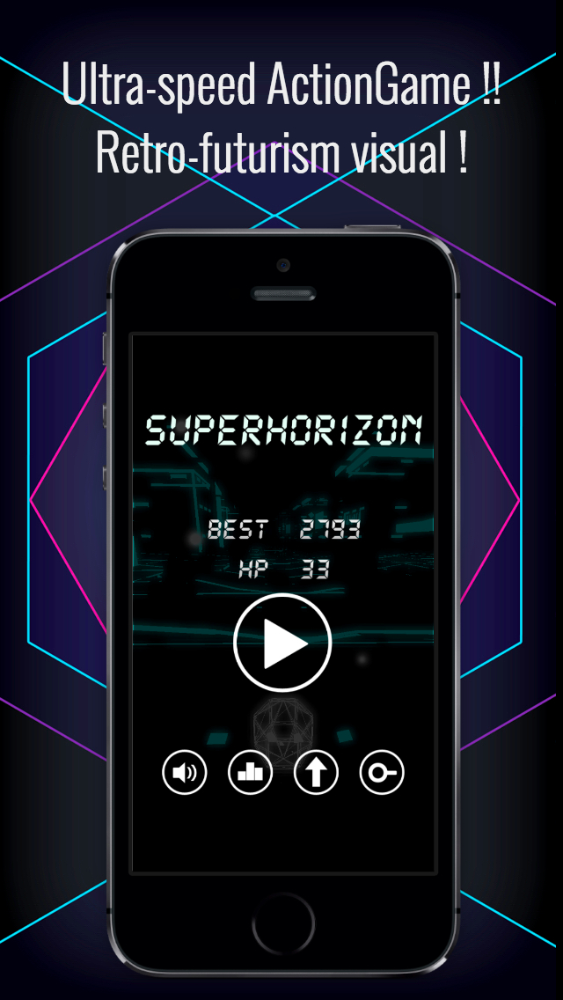 Ultra-speed ActionGame !!
Retro-futurism visual !
SUPERHORIZON
BEST 2793
HP 33